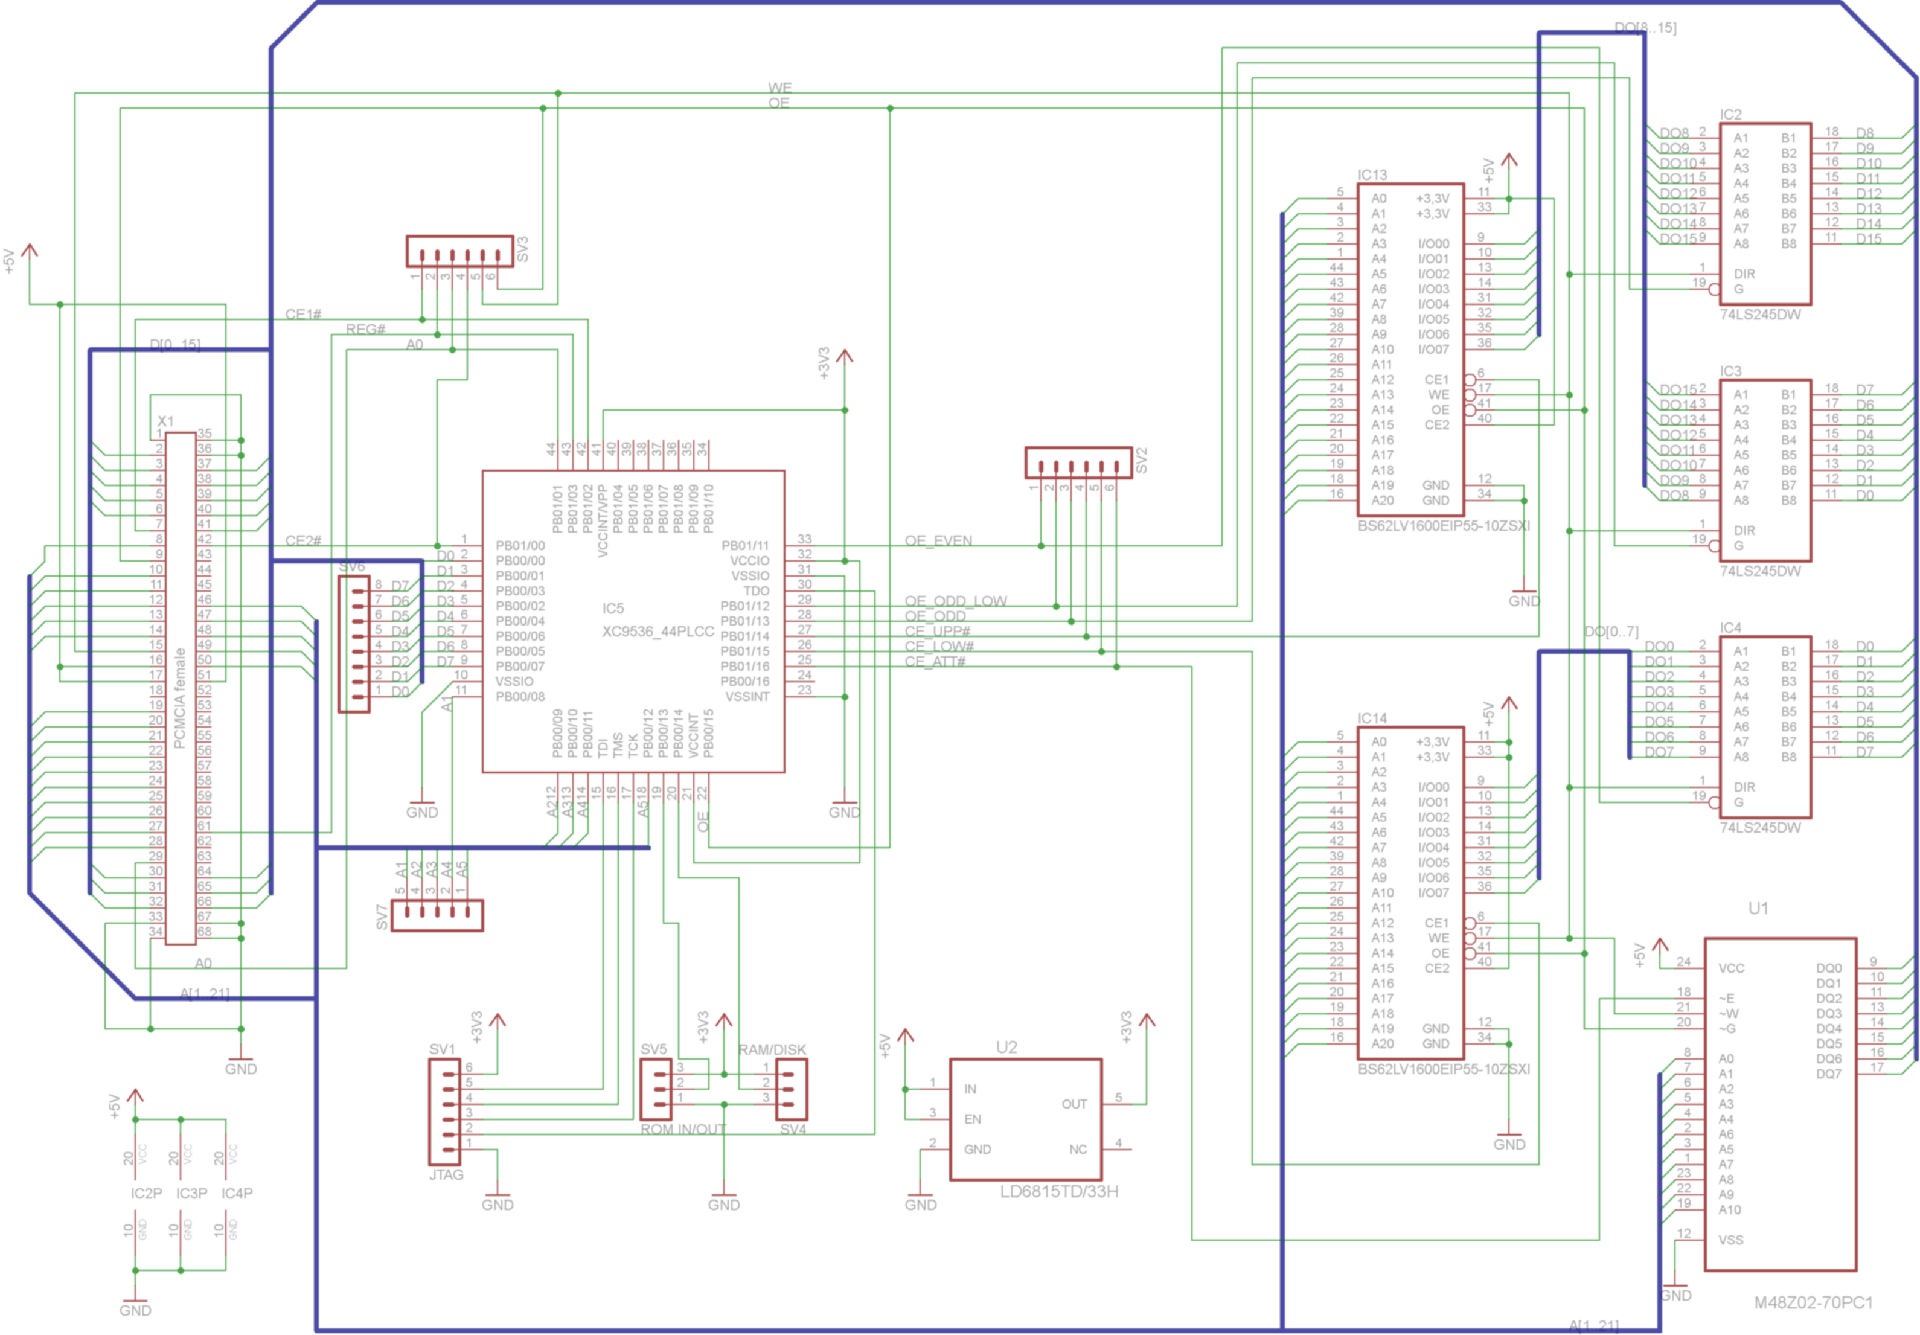 DO[8..15]
WE
OE
IC2
DO8 2 A1 B1 18 D8
DO9 3 A2 B2 17 D9
DO10 4 A3 B3 16 D10
DO11 5 A4 B4 15 D11
DO12 6 A5 B5 14 D12
DO13 7 A6 B6 13 D13
DO14 8 A7 B7 12 D14
DO15 9 A8 B8 11 D15
1 DIR
19 G
74LS245DW
+5V
IC13
5 A0 +3,3V 11
4 A1 +3,3V 33
3 A2
2 A3 I/O00 9
1 A4 I/O01 10
44 A5 I/O02 13
43 A6 I/O03 14
42 A7 I/O04 31
39 A8 I/O05 32
28 A9 I/O06 35
27 A10 I/O07 36
26 A11
25 A12 CE1 6
24 A13 WE 17
23 A14 OE 41
22 A15 CE2 40
21 A16
20 A17
19 A18
18 A19 GND 12
16 A20 GND 34
BS62LV1600EIP55-10ZSXI
GND
SV3
1 2 3 4 5 6
+5V
CE1#
REG#
A0
D[0..15]
+3V3
IC3
DO15 2 A1 B1 18 D7
DO14 3 A2 B2 17 D6
DO13 4 A3 B3 16 D5
DO12 5 A4 B4 15 D4
DO11 6 A5 B5 14 D3
DO10 7 A6 B6 13 D2
DO9 8 A7 B7 12 D1
DO8 9 A8 B8 11 D0
1 DIR
19 G
74LS245DW
X1
PCMCIA female
1 35
2 36
3 37
4 38
5 39
6 40
7 41
8 42
9 43
10 44
11 45
12 46
13 47
14 48
15 49
16 50
17 51
18 52
19 53
20 54
21 55
22 56
23 57
24 58
25 59
26 60
27 61
28 62
29 63
30 64
31 65
32 66
33 67
34 68
CE2#
A0
A[1..21]
GND
SV6
8 D7
7 D6
6 D5
5 D4
4 D3
3 D2
2 D1
1 D0
44 43 42 41 40 39 38 37 36 35 34
PB01/01 PB01/03 PB01/02 VCCINT/VPP PB01/04 PB01/05 PB01/06 PB01/07 PB01/08 PB01/09 PB01/10
IC5
XC9536_44PLCC
1 PB01/00
D0 2 PB00/00
D1 3 PB00/01
D2 4 PB00/03
D3 5 PB00/02
D4 6 PB00/04
D5 7 PB00/06
D6 8 PB00/05
D7 9 PB00/07
10 VSSIO
A1 11 PB00/08
PB01/11 33 OE_EVEN
VCCIO 32
VSSIO 31
TDO 30
PB01/12 29 OE_ODD_LOW
PB01/13 28 OE_ODD
PB01/14 27 CE_UPP#
PB01/15 26 CE_LOW#
PB01/16 25 CE_ATT#
PB00/16 24
VSSINT 23
PB00/09 PB00/10 PB00/11 TDI TMS TCK PB00/12 PB00/13 PB00/14 VCCINT PB00/15
A2 12 A3 13 A4 14 15 16 17 A5 18 19 20 21 22
OE
GND
GND
SV2
1 2 3 4 5 6
SV7
A1 A2 A3 A4 A5
5 4 3 2 1
DO[0..7]
IC4
DO0 2 A1 B1 18 D0
DO1 3 A2 B2 17 D1
DO2 4 A3 B3 16 D2
DO3 5 A4 B4 15 D3
DO4 6 A5 B5 14 D4
DO5 7 A6 B6 13 D5
DO6 8 A7 B7 12 D6
DO7 9 A8 B8 11 D7
1 DIR
19 G
74LS245DW
+5V
IC14
5 A0 +3,3V 11
4 A1 +3,3V 33
3 A2
2 A3 I/O00 9
1 A4 I/O01 10
44 A5 I/O02 13
43 A6 I/O03 14
42 A7 I/O04 31
39 A8 I/O05 32
28 A9 I/O06 35
27 A10 I/O07 36
26 A11
25 A12 CE1 6
24 A13 WE 17
23 A14 OE 41
22 A15 CE2 40
21 A16
20 A17
19 A18
18 A19 GND 12
16 A20 GND 34
BS62LV1600EIP55-10ZSXI
GND
U1
+5V
24 VCC DQ0 9
DQ1 10
18 ~E DQ2 11
21 ~W DQ3 13
20 ~G DQ4 14
DQ5 15
8 A0 DQ6 16
7 A1 DQ7 17
6 A2
5 A3
4 A4
2 A6
3 A5
1 A7
23 A8
22 A9
19 A10
12 VSS
GND
M48Z02-70PC1
A[1..21]
SV1
+3V3
6
5
4
3
2
1
JTAG
GND
SV5
+3V3
3
2
1
ROM IN/OUT
RAM/DISK
1
2
3
SV4
GND
+5V
U2
1 IN
3 EN
2 GND
OUT 5
NC 4
+3V3
LD6815TD/33H
GND
+5V
20 VCC 20 VCC 20 VCC
IC2P IC3P IC4P
10 GND 10 GND 10 GND
GND